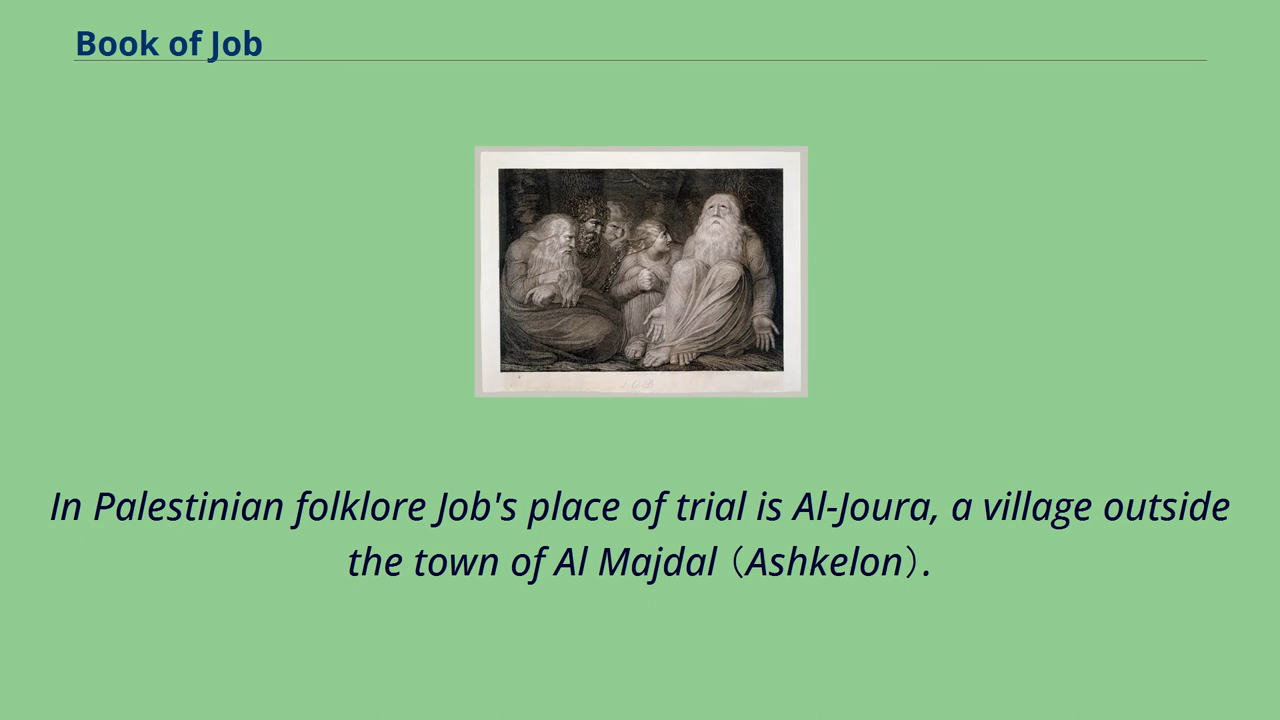 Book of Job
In Palestinian folklore Job's place of trial is Al-Joura, a village outside
the town of Al Majdal（Ashkelon）.